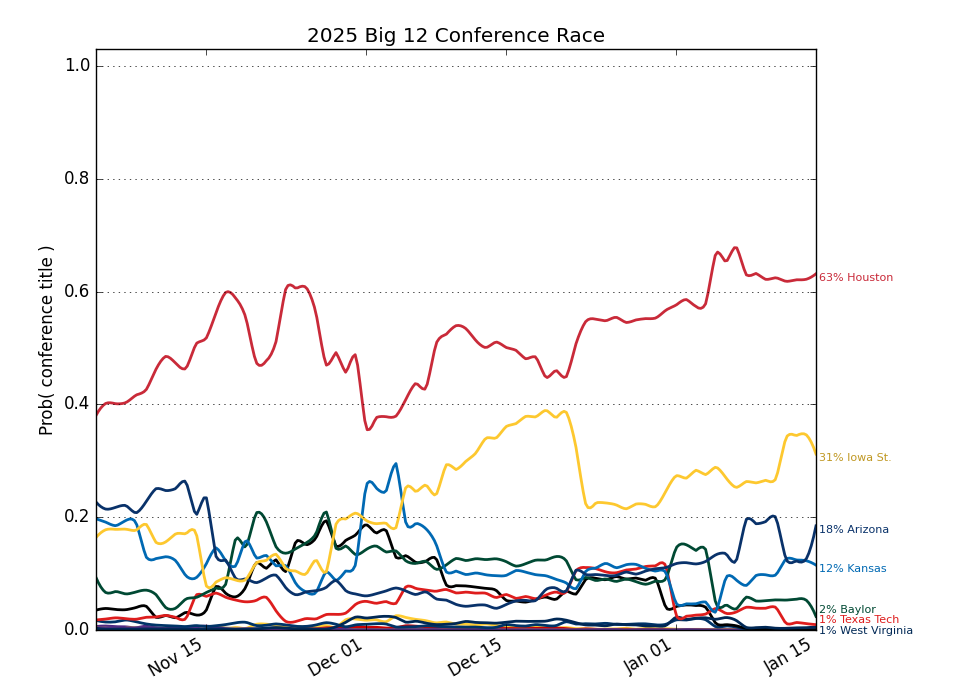 2025 Big 12 Conference Race
Prob( conference title )
1.0
0.8
0.6
0.4
0.2
0.0
63% Houston
31% Iowa St.
18% Arizona
12% Kansas
2% Baylor
1% Texas Tech
1% West Virginia
Nov 15
Dec 01
Dec 15
Jan 01
Jan 15